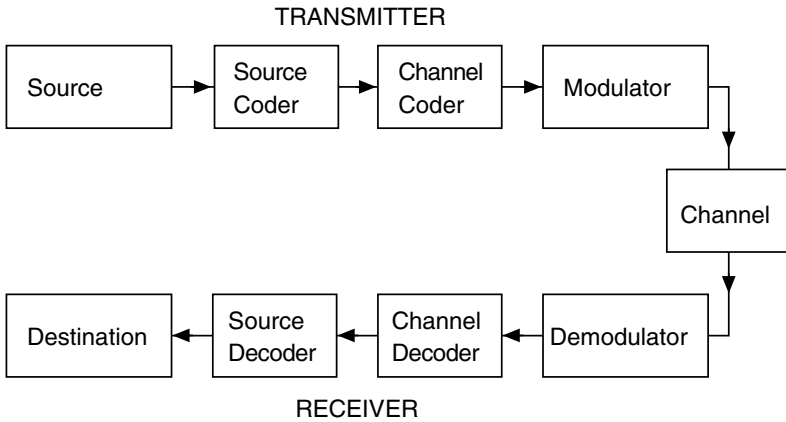 TRANSMITTER
Source
Source
Coder
Channel
Coder
Modulator
Channel
Destination
Source
Decoder
Channel
Decoder
Demodulator
RECEIVER